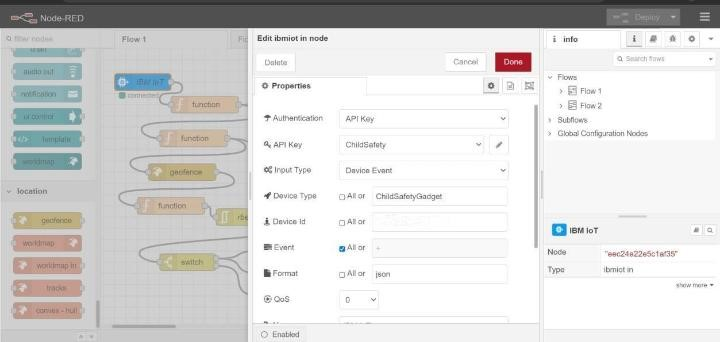 Node-RED
Deploy
filter nodes
Flow 1
audio out
notification
ui control
template
worldmap
location
geofence
worldmap
worldmap in
tracks
convex - hull
IBM IoT
connected
function
function
geofence
function
switch
Edit ibmiot in node
Delete
Cancel
Done
Properties
Authentication
API Key
API Key
ChildSafety
Input Type
Device Event
Device Type
All or
ChildSafetyGadget
Device Id
All or
Event
All or
+
Format
All or
json
QoS
0
Enabled
info
Search flows
Flows
Flow 1
Flow 2
Subflows
Global Configuration Nodes
IBM IoT
Node
"eec24e22e5c1af35"
Type
ibmiot in
show more